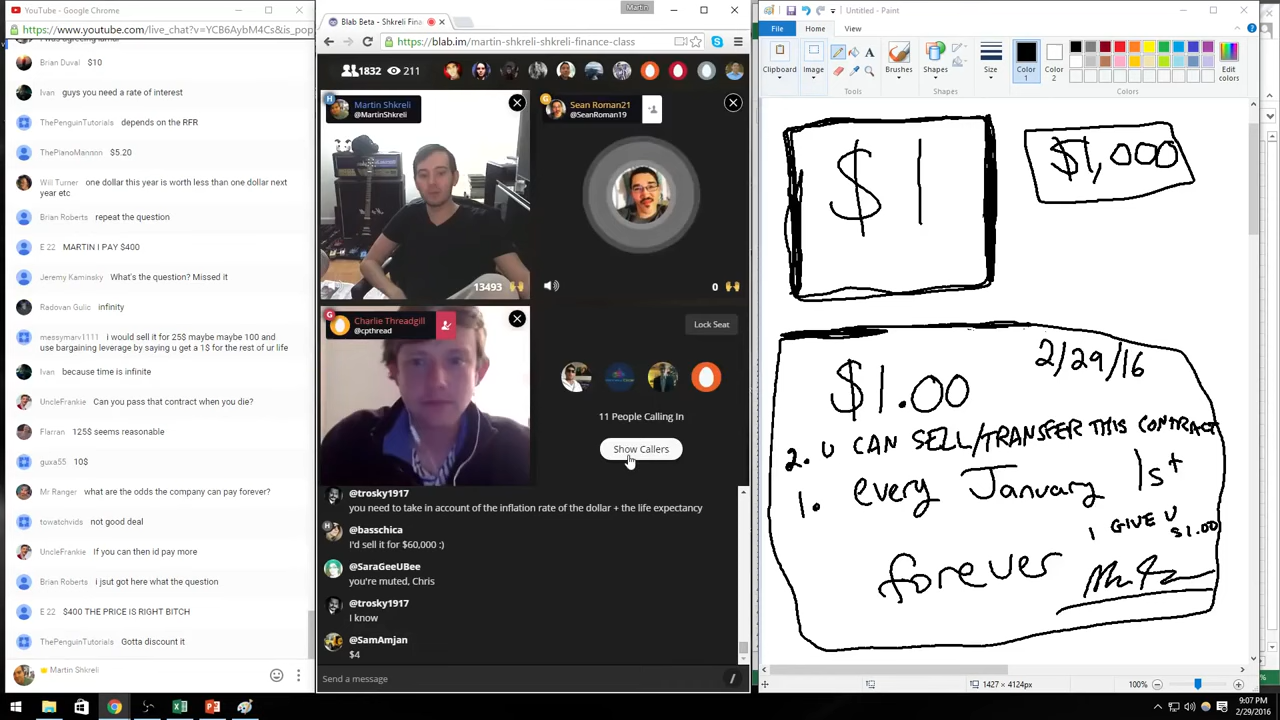 YouTube - Google Chrome
https://www.youtube.com/live_chat?v=YCB6AybM4Cs&is_pop
Brian Duval $10
Ivan guys you need a rate of interest
ThePenguinTutorials depends on the RFR
ThePianoMannnn $5.20
Will Turner one dollar this year is worth less than one dollar next
year etc
Brian Roberts repeat the question
E 22 MARTIN I PAY $400
Jeremy Kaminsky What's the question? Missed it
Radovan Gulic infinity
messymarv1111 i would sell it for 25$ maybe maybe 100 and
use bargaining leverage by saying u get a 1$ for the rest of ur life
Ivan because time is infinite
UncleFrankie Can you pass that contract when you die?
Flarran 125$ seems reasonable
guxa55 10$
Mr Ranger what are the odds the company can pay forever?
towatchvids not good deal
UncleFrankie If you can then id pay more
Brian Roberts i jsut got here what the question
E 22 $400 THE PRICE IS RIGHT BITCH
ThePenguinTutorials Gotta discount it
Martin Shkreli
Martin
Blab Beta - Shkreli Fina
https://blab.im/martin-shkreli-shkreli-finance-class
1832 211
H Martin Shkreli
@MartinShkreli
13493
G Sean Roman21
@SeanRoman19
0
G Charlie Threadgill
@cpthread
Lock Seat
11 People Calling In
Show Callers
@trosky1917
you need to take in account of the inflation rate of the dollar + the life expectancy
H @basschica
I'd sell it for $60,000 :)
@SaraGeeUBee
you're muted, Chris
@trosky1917
I know
@SamAmjan
$4
Send a message /
Untitled - Paint
File Home View
Clipboard
Image
Tools
Brushes
Shapes
Shapes
Size
Color
1
Color
2
Edit
colors
Colors
$1
$1,000
2/29/16
$1.00
2. U CAN SELL/TRANSFER THIS CONTRACT
1. every January 1st
I GIVE U
$1.00
forever
1427 × 4124px
100%
9:07 PM
2/29/2016